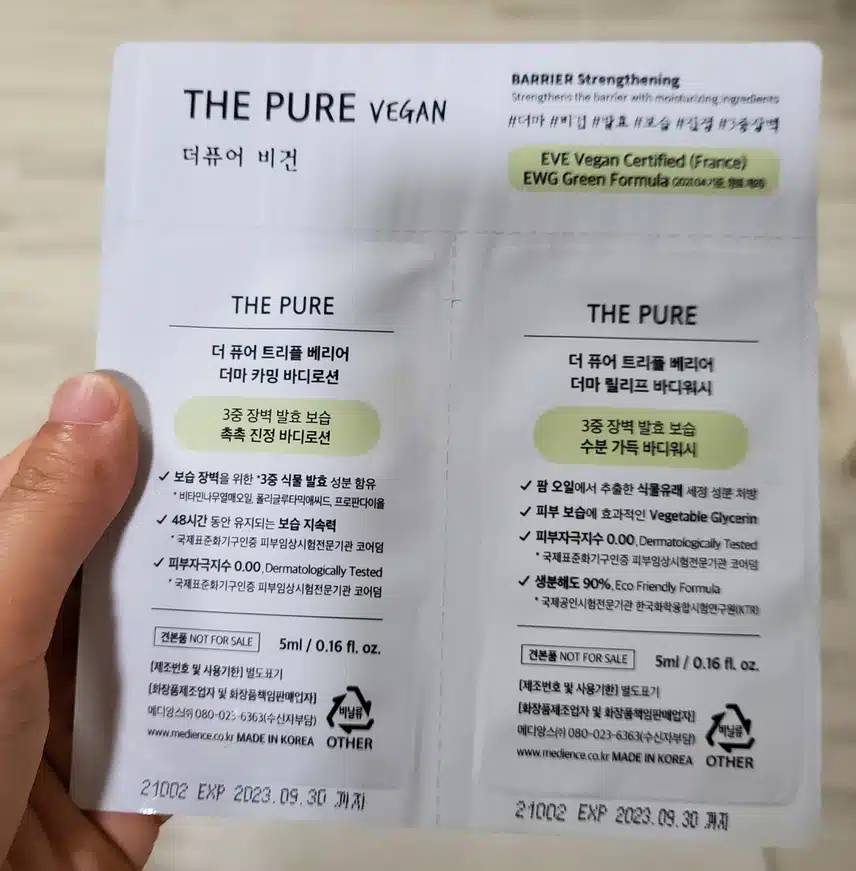 THE PURE VEGAN
더퓨어 비건
BARRIER Strengthening
Strengthens the barrier with moisturizing ingredients
#더마 #비건 #발효 #보습 #진정 #3중장벽
EVE Vegan Certified (France)
EWG Green Formula
THE PURE
더 퓨어 트리플 베리어
더마 카밍 바디로션
3중 장벽 발효 보습
촉촉 진정 바디로션
✓ 보습 장벽을 위한 *3중 식물 발효 성분 함유
* 비타민나무열매오일, 폴리글루타믹애씨드, 프로판다이올
✓ 48시간 동안 유지되는 보습 지속력
* 국제표준화기구인증 피부임상시험전문기관 코어덤
✓ 피부자극지수 0.00, Dermatologically Tested
* 국제표준화기구인증 피부임상시험전문기관 코어덤
견본품 NOT FOR SALE 5ml / 0.16 fl. oz.
[제조번호 및 사용기한] 별도표기
[화장품제조업자 및 화장품책임판매업자]
메디앙스㈜ 080-023-6363(수신자부담)
www.medience.co.kr MADE IN KOREA
비닐류
OTHER
21002 EXP 2023.09.30 까지
THE PURE
더 퓨어 트리플 베리어
더마 릴리프 바디워시
3중 장벽 발효 보습
수분 가득 바디워시
✓ 팜 오일에서 추출한 식물유래 세정 성분 처방
✓ 피부 보습에 효과적인 Vegetable Glycerin
✓ 피부자극지수 0.00, Dermatologically Tested
* 국제표준화기구인증 피부임상시험전문기관 코어덤
✓ 생분해도 90%, Eco Friendly Formula
* 국제공인시험전문기관 한국화학융합시험연구원(KTR)
견본품 NOT FOR SALE 5ml / 0.16 fl. oz.
[제조번호 및 사용기한] 별도표기
[화장품제조업자 및 화장품책임판매업자]
메디앙스㈜ 080-023-6363(수신자부담)
www.medience.co.kr MADE IN KOREA
비닐류
OTHER
21002 EXP 2023.09.30 까지